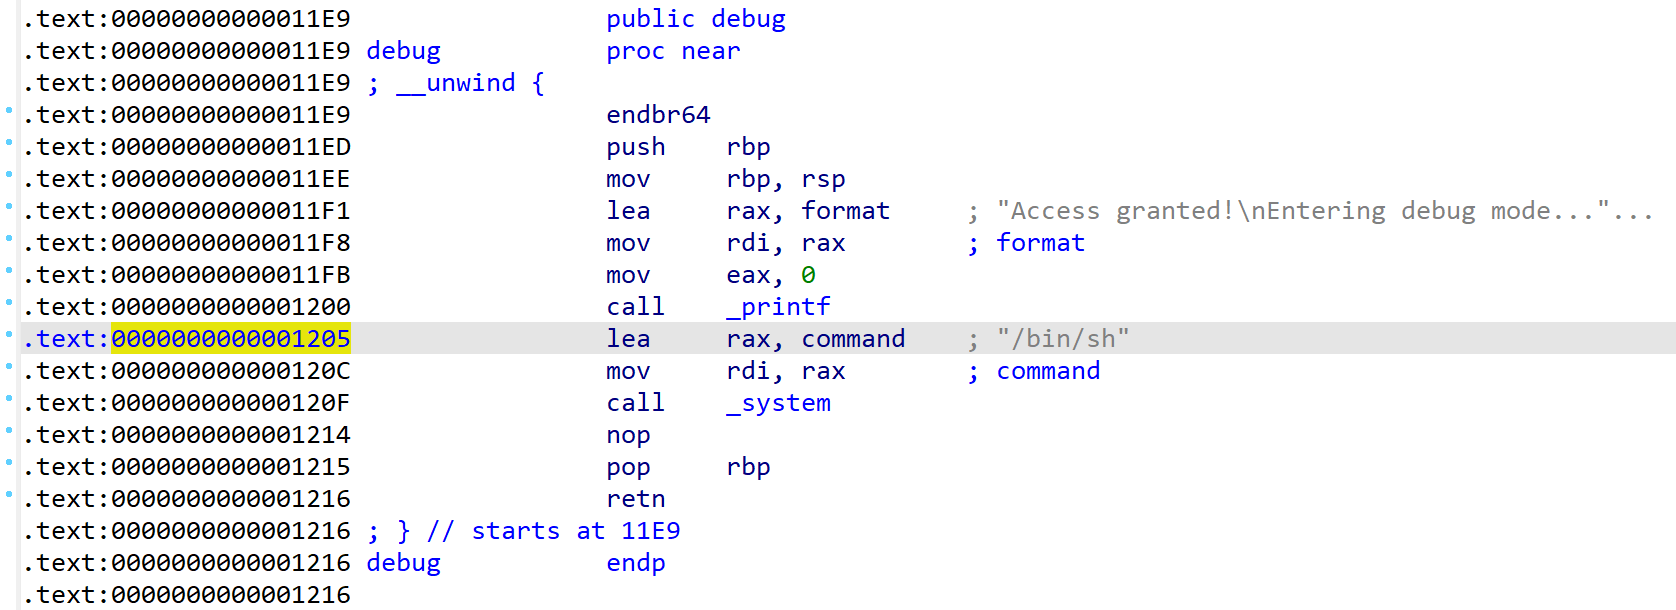 .text:00000000000011E9 public debug
.text:00000000000011E9 debug proc near
.text:00000000000011E9 ; __unwind {
.text:00000000000011E9 endbr64
.text:00000000000011ED push rbp
.text:00000000000011EE mov rbp, rsp
.text:00000000000011F1 lea rax, format ; "Access granted!\nEntering debug mode..."...
.text:00000000000011F8 mov rdi, rax ; format
.text:00000000000011FB mov eax, 0
.text:0000000000001200 call _printf
.text:0000000000001205 lea rax, command ; "/bin/sh"
.text:000000000000120C mov rdi, rax ; command
.text:000000000000120F call _system
.text:0000000000001214 nop
.text:0000000000001215 pop rbp
.text:0000000000001216 retn
.text:0000000000001216 ; } // starts at 11E9
.text:0000000000001216 debug endp
.text:0000000000001216